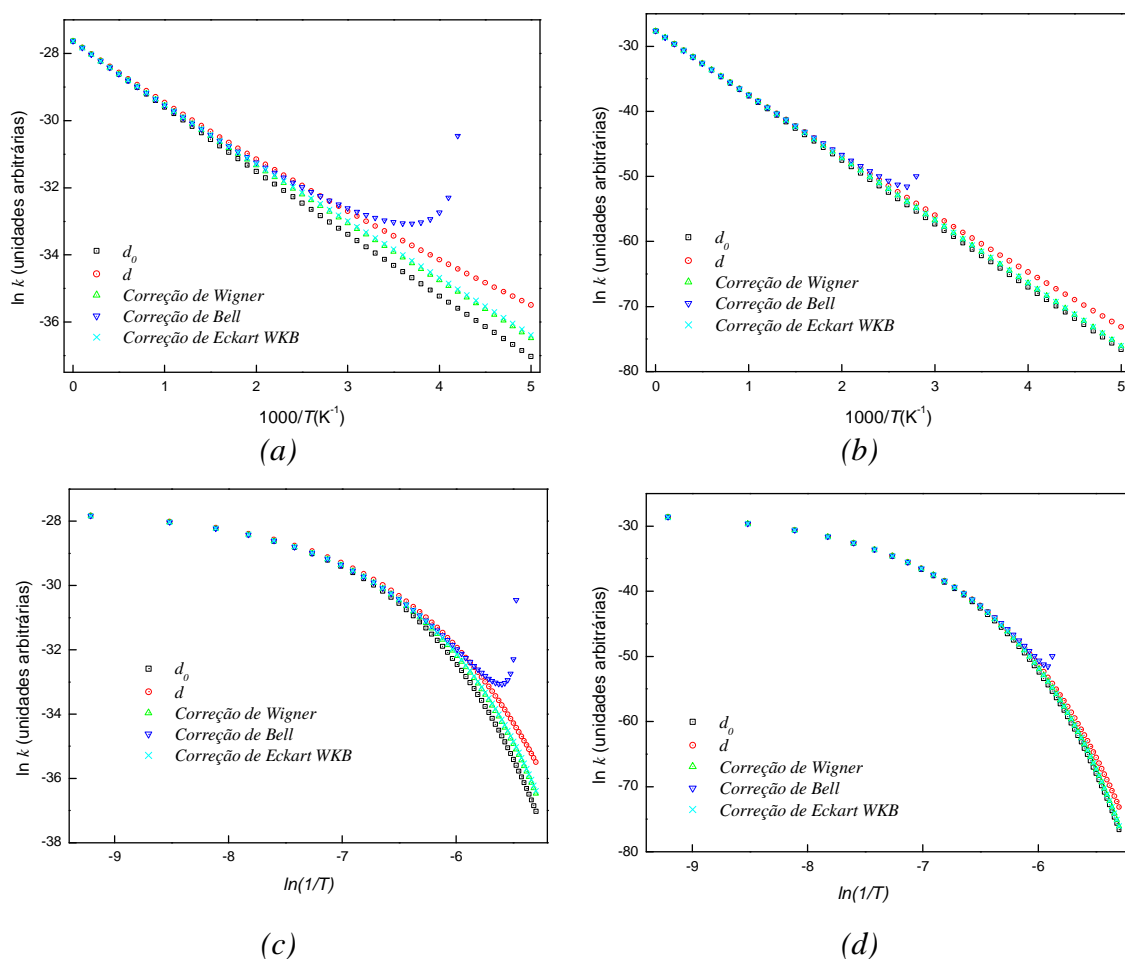 -28
-30
-32
-34
-36
ln k (unidades arbitrárias)
d₀
d
Correção de Wigner
Correção de Bell
Correção de Eckart WKB
0 1 2 3 4 5
1000/T(K⁻¹)
(a)
-30
-40
-50
-60
-70
-80
ln k (unidades arbitrárias)
d₀
d
Correção de Wigner
Correção de Bell
Correção de Eckart WKB
0 1 2 3 4 5
1000/T(K⁻¹)
(b)
-28
-30
-32
-34
-36
-38
ln k (unidades arbitrárias)
d₀
d
Correção de Wigner
Correção de Bell
Correção de Eckart WKB
-9 -8 -7 -6
ln(1/T)
(c)
-30
-40
-50
-60
-70
-80
ln k (unidades arbitrárias)
d₀
d
Correção de Wigner
Correção de Bell
Correção de Eckart WKB
-9 -8 -7 -6
ln(1/T)
(d)